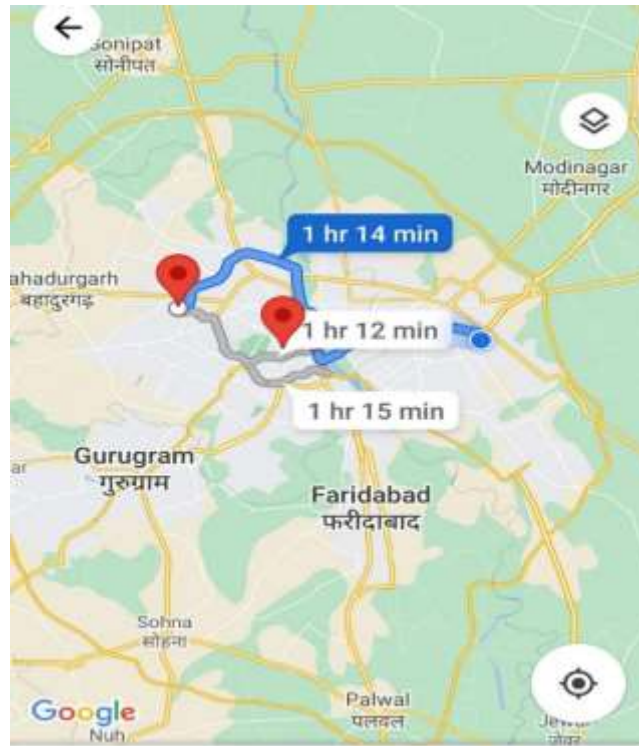 Sonipat
सोनीपत
Modinagar
मोदीनगर
1 hr 14 min
ahadurgarh
बहादुरगढ़
1 hr 12 min
1 hr 15 min
Gurugram
गुरुग्राम
ar
Faridabad
फरीदाबाद
Sohna
सोहना
Google
Nuh
Palwal
पलवल